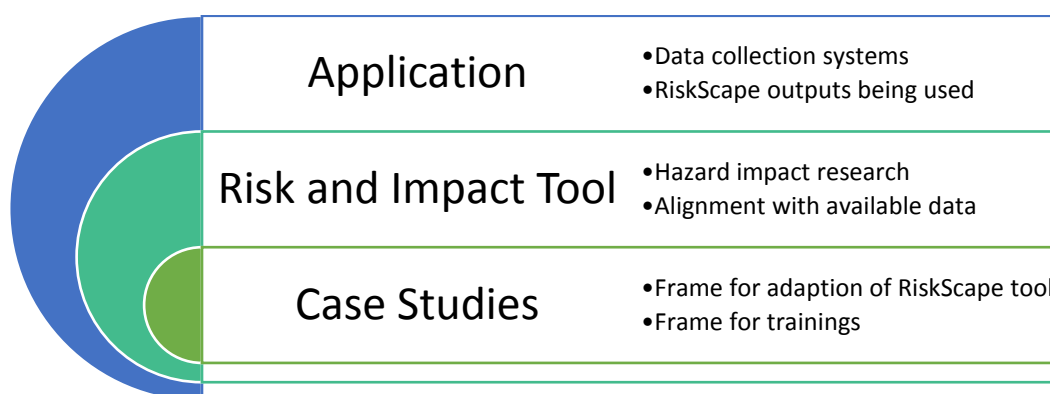 Application
•Data collection systems
•RiskScape outputs being used
Risk and Impact Tool
•Hazard impact research
•Alignment with available data
Case Studies
•Frame for adaption of RiskScape tool
•Frame for trainings